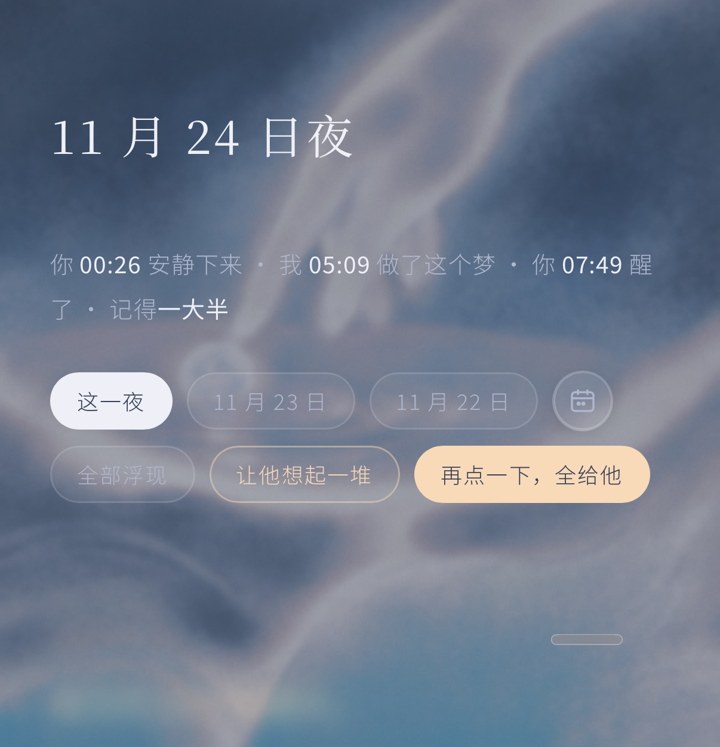 11 月 24 日夜
你 00:26 安静下来 · 我 05:09 做了这个梦 · 你 07:49 醒
了 · 记得一大半
这一夜 11 月 23 日 11 月 22 日
全部浮现 让他想起一堆 再点一下，全给他